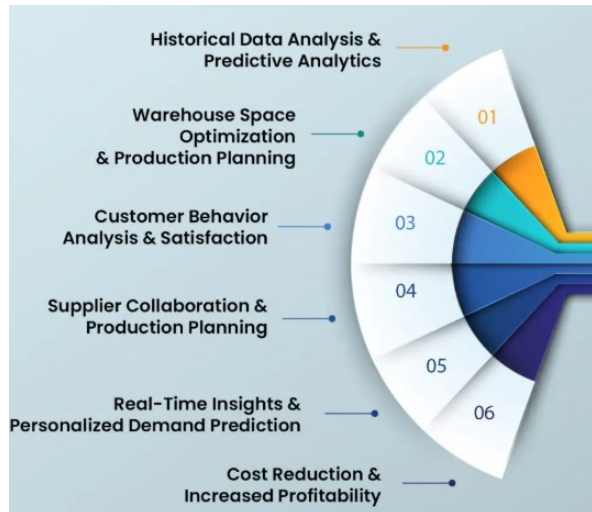 Historical Data Analysis &
Predictive Analytics
01
Warehouse Space
Optimization
& Production Planning
02
Customer Behavior
Analysis & Satisfaction
03
Supplier Collaboration &
Production Planning
04
Real-Time Insights &
Personalized Demand Prediction
05
Cost Reduction &
Increased Profitability
06